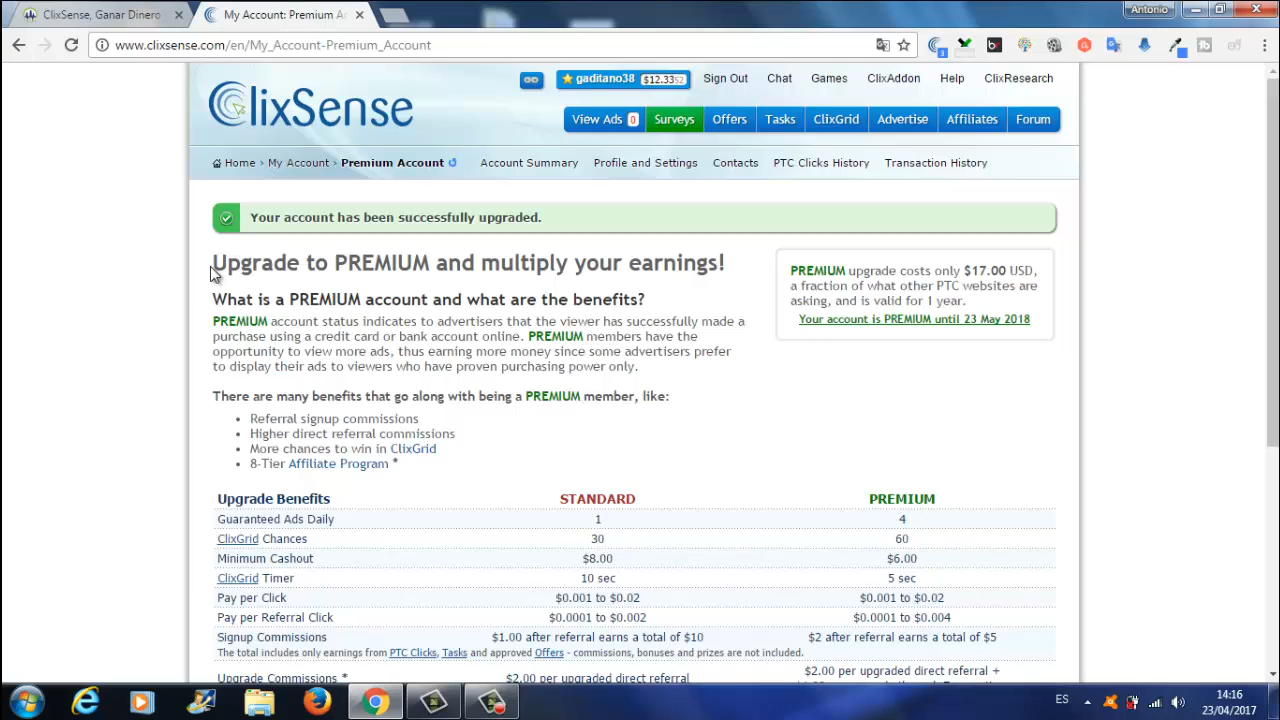 ClixSense, Ganar Dinero
My Account: Premium Ac
Antonio
www.clixsense.com/en/My_Account-Premium_Account
ClixSense
gaditano38 $12.3352
Sign Out Chat Games ClixAddon Help ClixResearch
View Ads 0 Surveys Offers Tasks ClixGrid Advertise Affiliates Forum
Home › My Account › Premium Account Account Summary Profile and Settings Contacts PTC Clicks History Transaction History
Your account has been successfully upgraded.
Upgrade to PREMIUM and multiply your earnings!
What is a PREMIUM account and what are the benefits?
PREMIUM account status indicates to advertisers that the viewer has successfully made a
purchase using a credit card or bank account online. PREMIUM members have the
opportunity to view more ads, thus earning more money since some advertisers prefer
to display their ads to viewers who have proven purchasing power only.
PREMIUM upgrade costs only $17.00 USD,
a fraction of what other PTC websites are
asking, and is valid for 1 year.
Your account is PREMIUM until 23 May 2018
There are many benefits that go along with being a PREMIUM member, like:
• Referral signup commissions
• Higher direct referral commissions
• More chances to win in ClixGrid
• 8-Tier Affiliate Program *
Upgrade Benefits STANDARD PREMIUM
Guaranteed Ads Daily 1 4
ClixGrid Chances 30 60
Minimum Cashout $8.00 $6.00
ClixGrid Timer 10 sec 5 sec
Pay per Click $0.001 to $0.02 $0.001 to $0.02
Pay per Referral Click $0.0001 to $0.002 $0.0001 to $0.004
Signup Commissions $1.00 after referral earns a total of $10 $2 after referral earns a total of $5
The total includes only earnings from PTC Clicks, Tasks and approved Offers - commissions, bonuses and prizes are not included.
$2.00 per upgraded direct referral +
Upgrade Commissions * $2.00 per upgraded direct referral
ES
14:16
23/04/2017